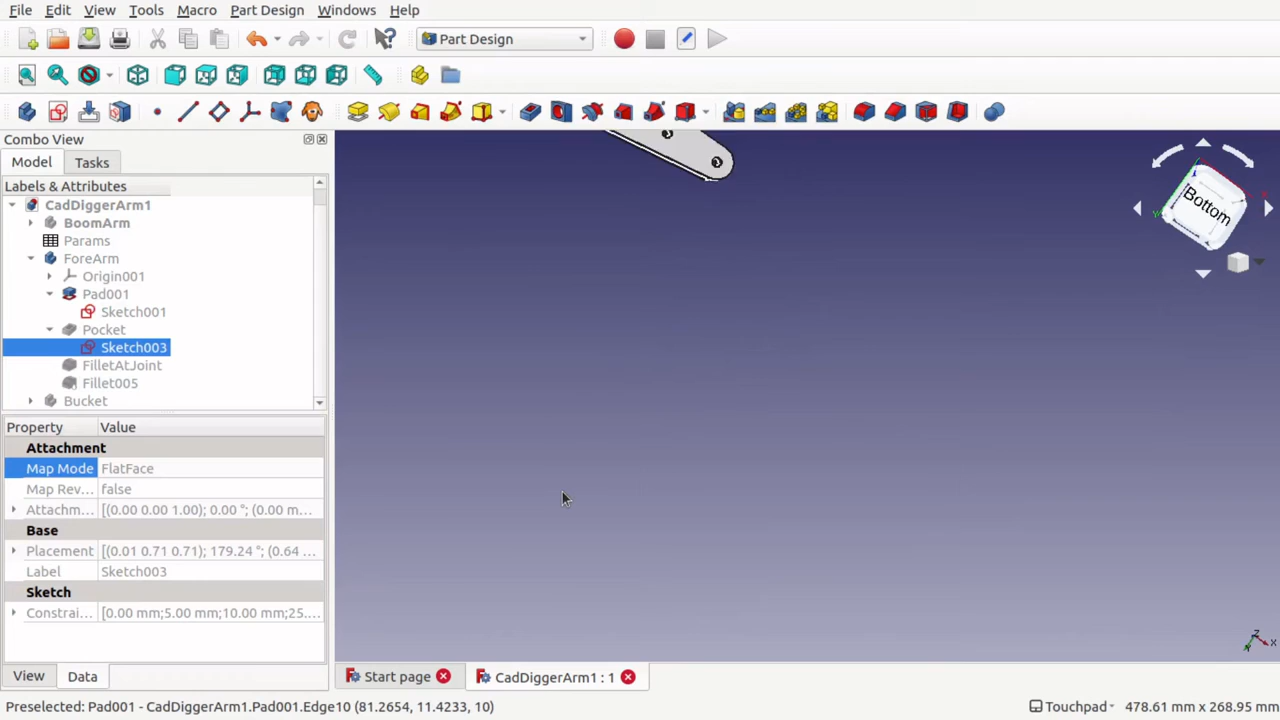 File Edit View Tools Macro Part Design Windows Help
Part Design
Combo View
Model Tasks
Labels & Attributes
CadDiggerArm1
BoomArm
Params
ForeArm
Origin001
Pad001
Sketch001
Pocket
Sketch003
FilletAtJoint
Fillet005
Bucket
Property Value
Attachment
Map Mode FlatFace
Map Rev... false
Attachm... [(0.00 0.00 1.00); 0.00 °; (0.00 m...
Base
Placement [(0.01 0.71 0.71); 179.24 °; (0.64 ...
Label Sketch003
Sketch
Constrai... [0.00 mm;5.00 mm;10.00 mm;25....
View Data
Bottom
Y
X
Z
X
Start page CadDiggerArm1 : 1
Preselected: Pad001 - CadDiggerArm1.Pad001.Edge10 (81.2654, 11.4233, 10) Touchpad 478.61 mm x 268.95 mm